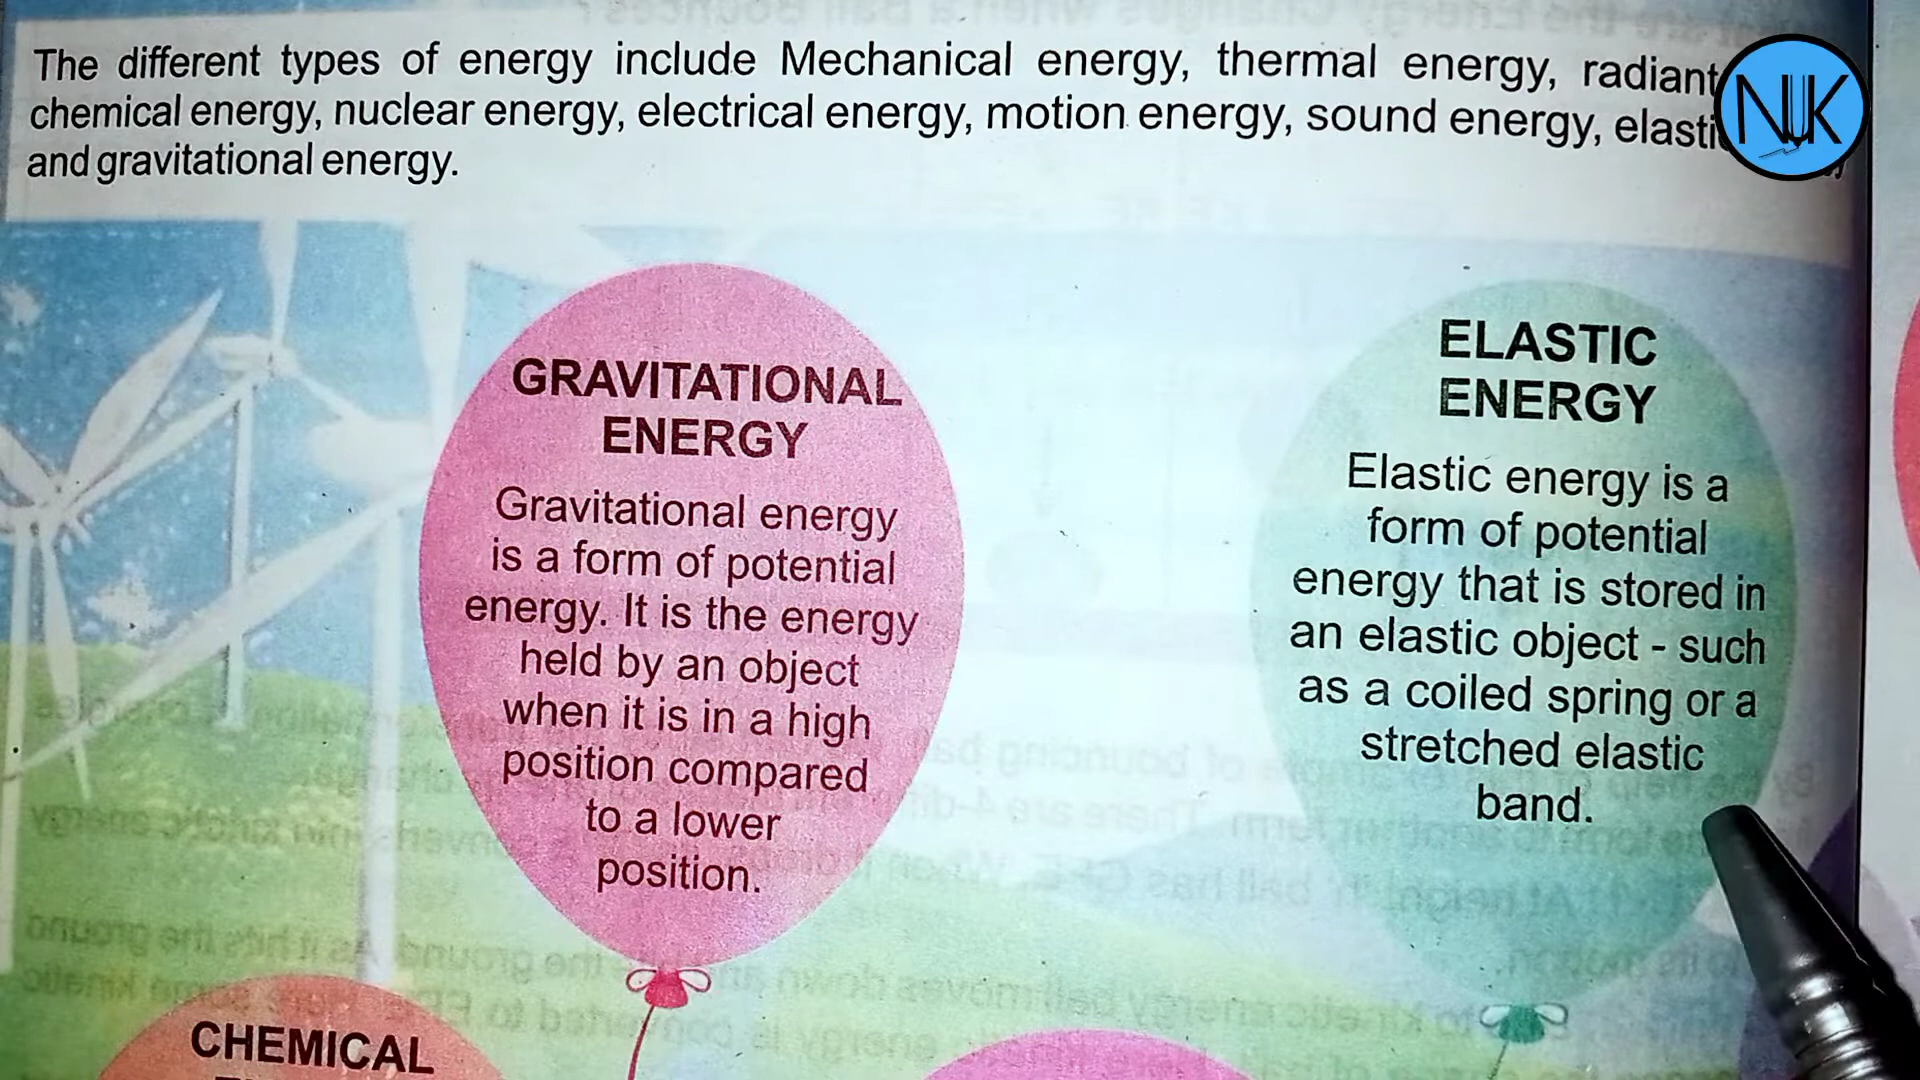 The different types of energy include Mechanical energy, thermal energy, radiant
chemical energy, nuclear energy, electrical energy, motion energy, sound energy,
and gravitational energy.
NUK
GRAVITATIONAL
ENERGY
Gravitational energy
is a form of potential
energy. It is the energy
held by an object
when it is in a high
position compared
to a lower
position.
ELASTIC
ENERGY
Elastic energy is a
form of potential
energy that is stored in
an elastic object - such
as a coiled spring or a
stretched elastic
band.
CHEMICAL